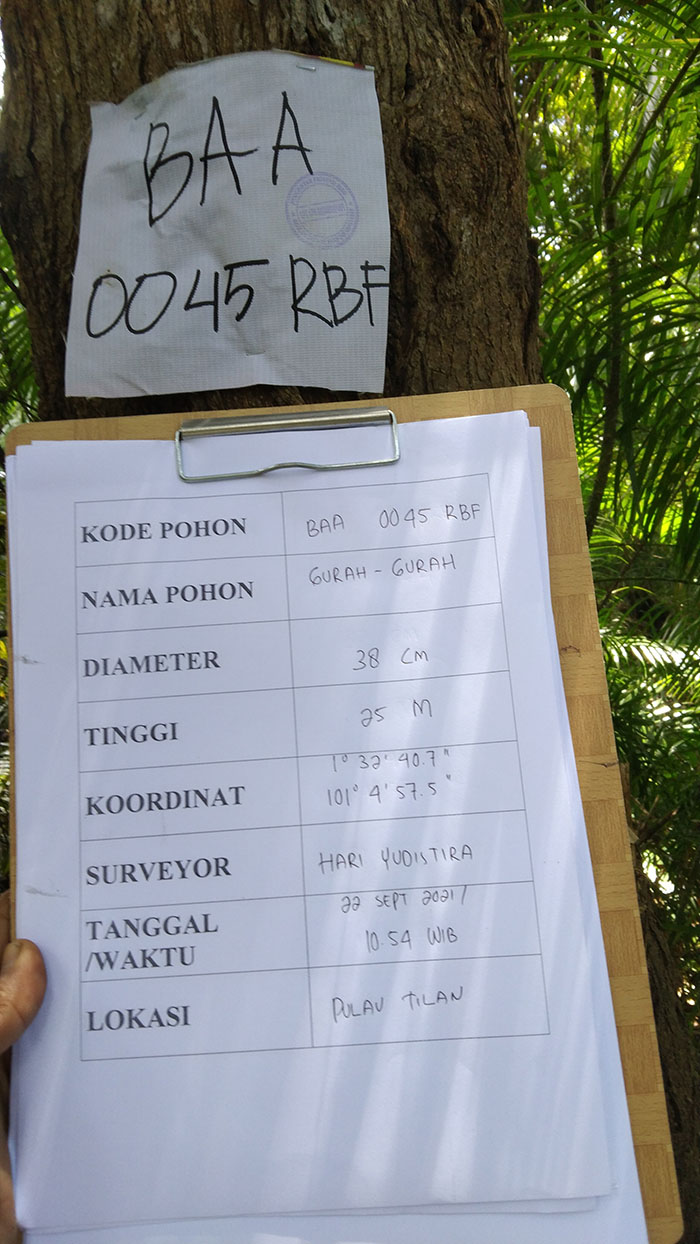 BAA
0045 RBF
KODE POHON BAA 0045 RBF
NAMA POHON GURAH - GURAH
DIAMETER 38 CM
TINGGI 25 M
KOORDINAT 1° 32' 40.7"
101° 4' 57.5"
SURVEYOR HARI YUDISTIRA
TANGGAL 22 SEPT 2021/
/WAKTU 10.54 WIB
LOKASI PULAU TILAN